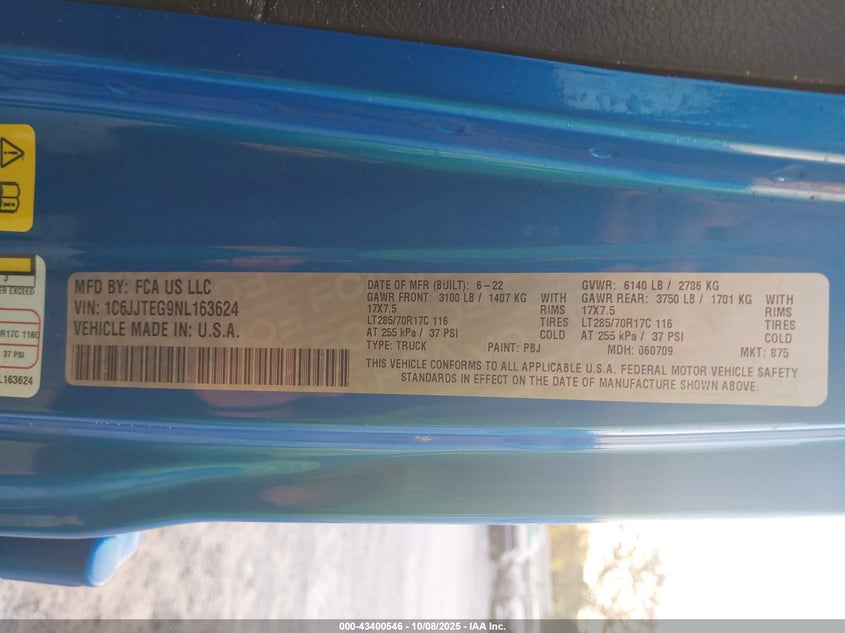 3
ER EXCEED
0R17C 116C
37 PSI
L163624
MFD BY: FCA US LLC
VIN: 1C6JJTEG9NL163624
VEHICLE MADE IN U.S.A.
DATE OF MFR (BUILT): 6-22
GAWR FRONT: 3100 LB / 1407 KG WITH
17X7.5 RIMS
LT285/70R17C 116 TIRES
AT 255 kPa / 37 PSI COLD
TYPE: TRUCK PAINT: PBJ
GVWR: 6140 LB / 2786 KG
GAWR REAR: 3750 LB / 1701 KG WITH
17X7.5 RIMS
LT285/70R17C 116 TIRES
AT 255 kPa / 37 PSI COLD
MDH: 060709 MKT: 875
THIS VEHICLE CONFORMS TO ALL APPLICABLE U.S.A. FEDERAL MOTOR VEHICLE SAFETY
STANDARDS IN EFFECT ON THE DATE OF MANUFACTURE SHOWN ABOVE.
000-43400546 - 10/08/2025 - IAA Inc.